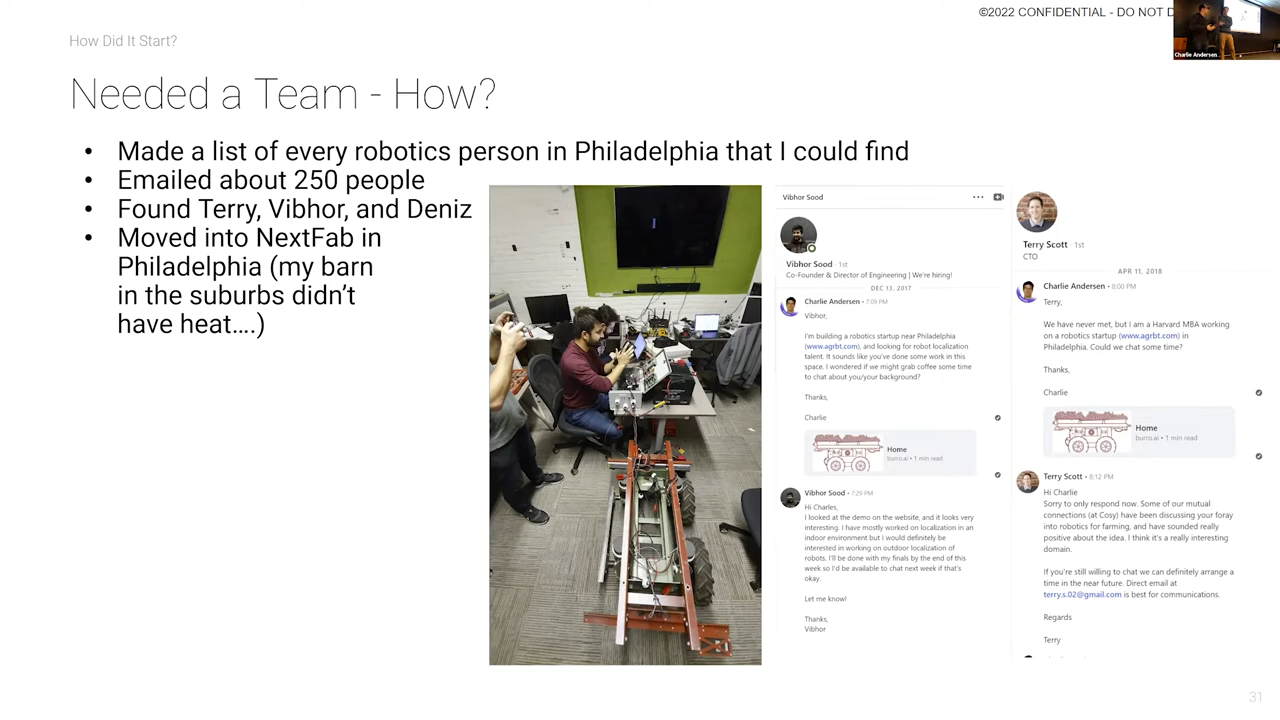 ©2022 CONFIDENTIAL - DO NOT D
Charlie Andersen...
How Did It Start?
Needed a Team - How?
• Made a list of every robotics person in Philadelphia that I could find
• Emailed about 250 people
• Found Terry, Vibhor, and Deniz
• Moved into NextFab in
Philadelphia (my barn
in the suburbs didn't
have heat....)
Vibhor Sood
Vibhor Sood · 1st
Co-Founder & Director of Engineering | We're hiring!
DEC 13, 2017
Charlie Andersen • 7:09 PM
Vibhor,
I'm building a robotics startup near Philadelphia
(www.agrbt.com), and looking for robot localization
talent. It sounds like you've done some work in this
space. I wondered if we might grab coffee some time
to chat about you/your background?
Thanks,
Charlie
Home
burro.ai • 1 min read
Vibhor Sood • 7:29 PM
Hi Charles,
I looked at the demo on the website, and it looks very
interesting. I have mostly worked on localization in an
indoor environment but I would definitely be
interested in working on outdoor localization of
robots. I'll be done with my finals by the end of this
week so I'd be available to chat next week if that's
okay.
Let me know!
Thanks,
Vibhor
Terry Scott · 1st
CTO
APR 11, 2018
Charlie Andersen • 8:00 PM
Terry,
We have never met, but I am a Harvard MBA working
on a robotics startup (www.agrbt.com) in
Philadelphia. Could we chat some time?
Thanks,
Charlie
Home
burro.ai • 1 min read
Terry Scott • 8:12 PM
Hi Charlie
Sorry to only respond now. Some of our mutual
connections (at Cosy) have been discussing your foray
into robotics for farming, and have sounded really
positive about the idea. I think it's a really interesting
domain.
If you're still willing to chat we can definitely arrange a
time in the near future. Direct email at
terry.s.02@gmail.com is best for communications.
Regards
Terry
31